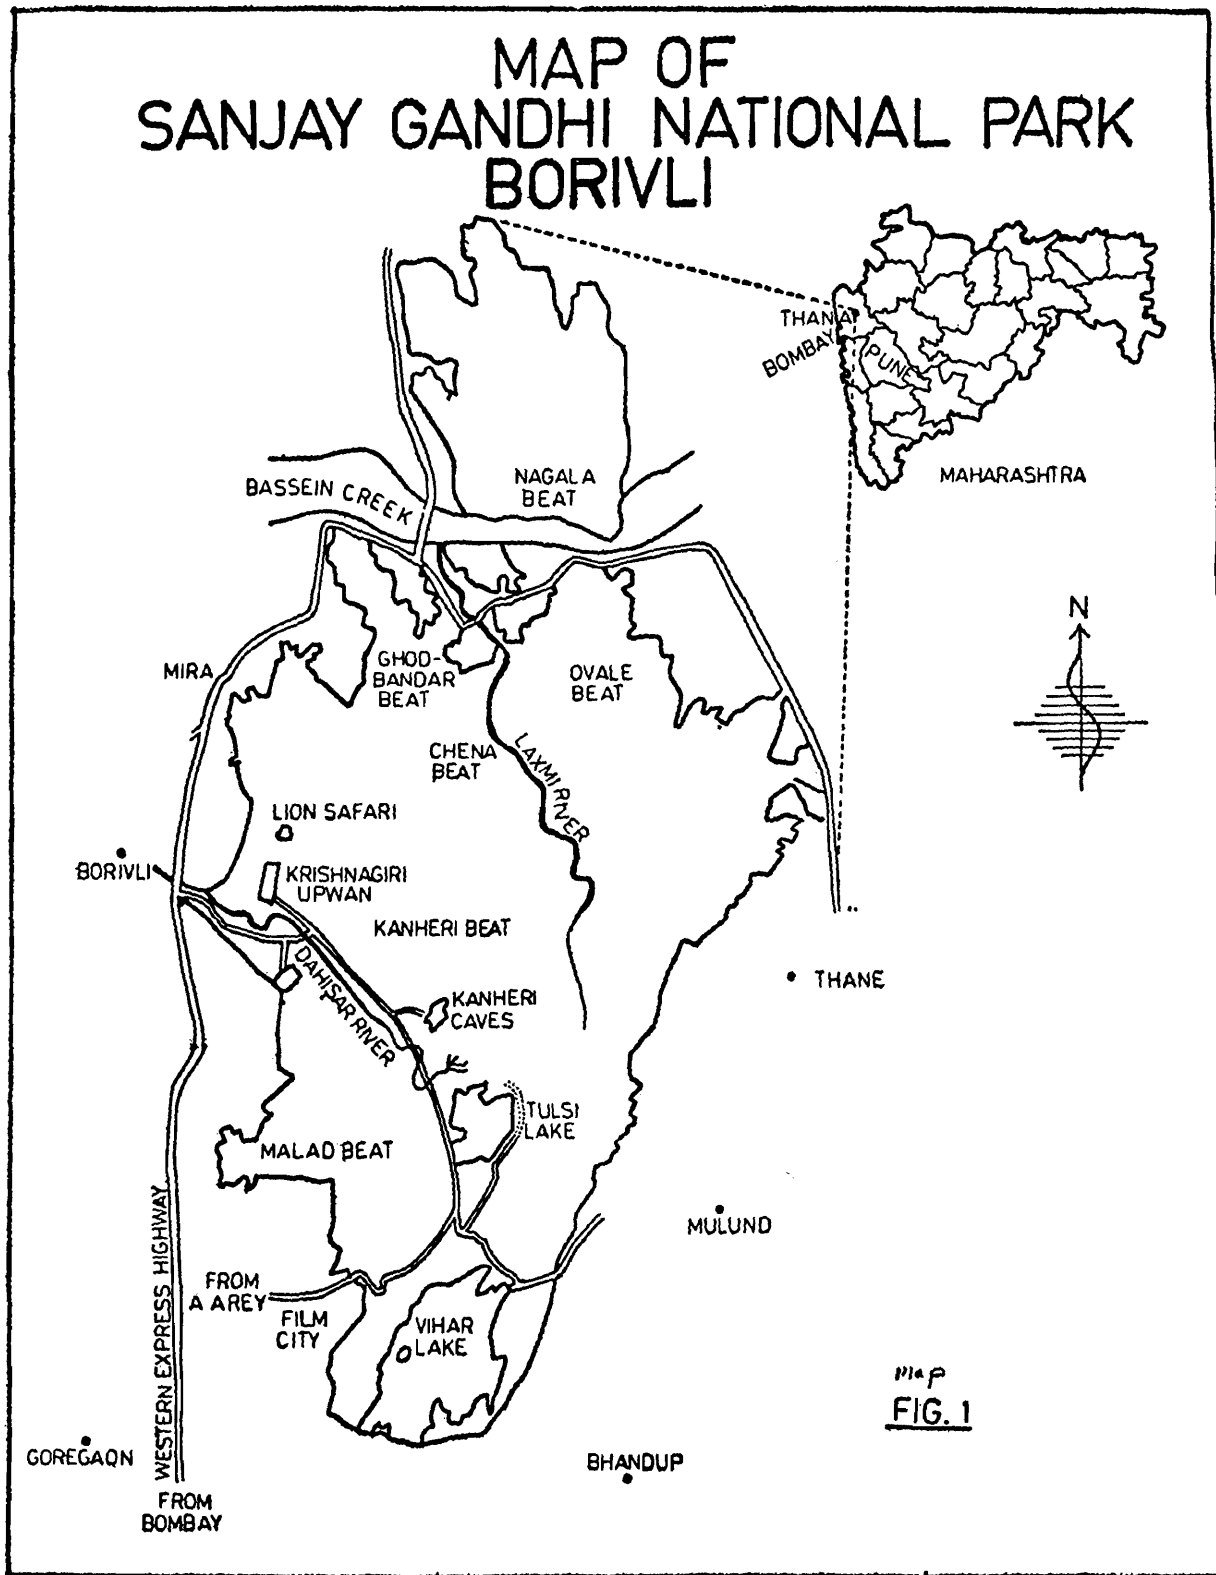 MAP OF
SANJAY GANDHI NATIONAL PARK
BORIVLI
THANA
BOMBAY
PUNE
MAHARASHTRA
NAGALA
BEAT
BASSEIN CREEK
N
MIRA
GHOD-
BANDAR
BEAT
OVALE
BEAT
CHENA
BEAT
LAXMI RIVER
LION SAFARI
BORIVLI
KRISHNAGIRI
UPWAN
KANHERI BEAT
DAHISAR RIVER
KANHERI
CAVES
THANE
TULSI
LAKE
MALAD BEAT
MULUND
WESTERN EXPRESS HIGHWAY
FROM
A AREY
FILM
CITY
VIHAR
LAKE
Map
FIG. 1
GOREGAON
BHANDUP
FROM
BOMBAY